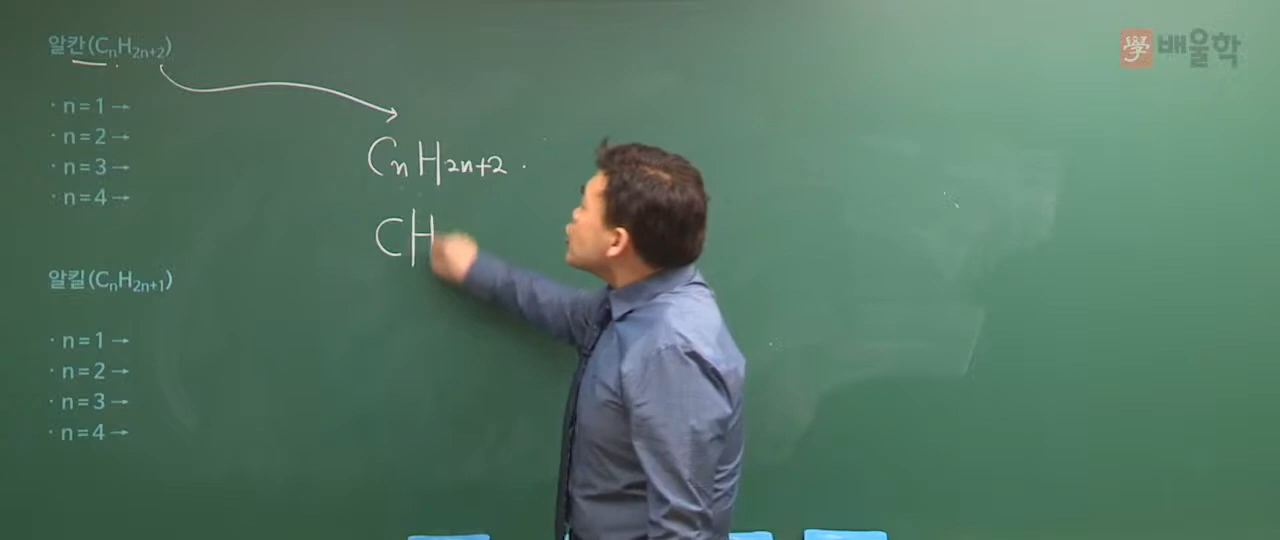 알칸(CnH2n+2)
· n = 1 →
· n = 2 →
· n = 3 →
· n = 4 →
CnH2n+2 .
CH
알킬(CnH2n+1)
· n = 1 →
· n = 2 →
· n = 3 →
· n = 4 →
學 배울학